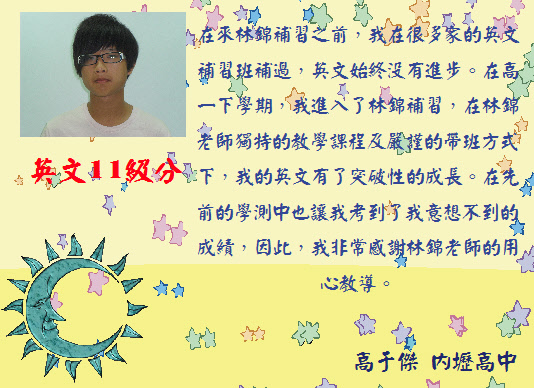 在來林錦補習之前，我在很多家的英文
補習班補過，英文始終沒有進步。在高
一下學期，我進入了林錦補習，在林錦
老師獨特的教學課程及嚴謹的帶班方式
下，我的英文有了突破性的成長。在先
前的學測中也讓我考到了我意想不到的
成績，因此，我非常感謝林錦老師的用
心教導。
英文11級分
高于傑 內壢高中